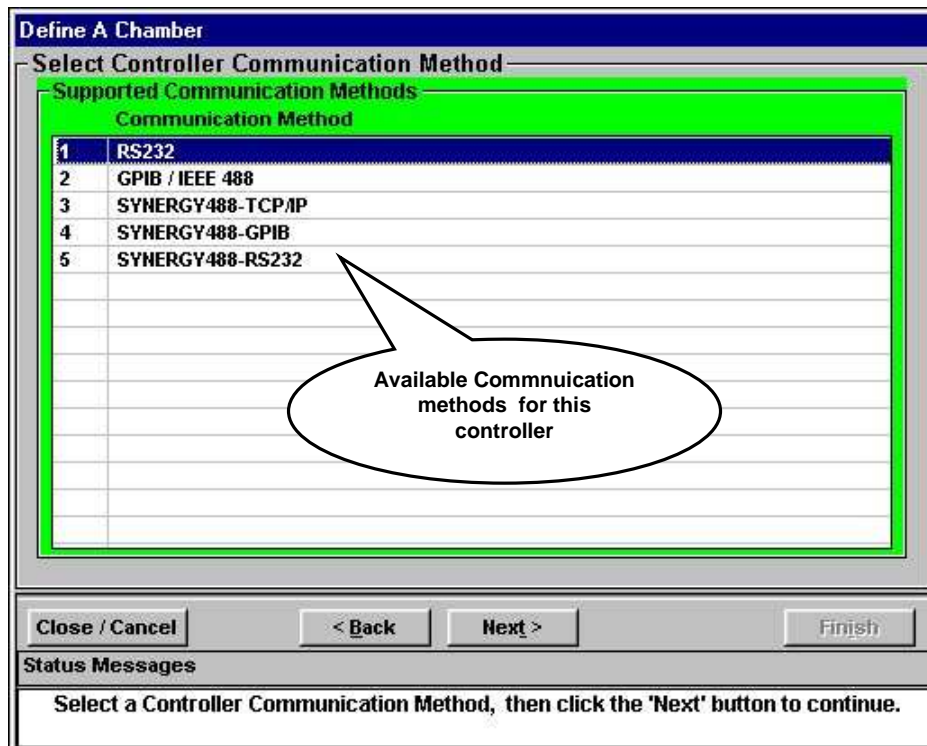 Define A Chamber
Select Controller Communication Method
Supported Communication Methods
Communication Method
1 RS232
2 GPIB / IEEE 488
3 SYNERGY488-TCP/IP
4 SYNERGY488-GPIB
5 SYNERGY488-RS232
Available Commnuication
methods for this
controller
Close / Cancel
< Back
Next >
Finish
Status Messages
Select a Controller Communication Method, then click the 'Next' button to continue.